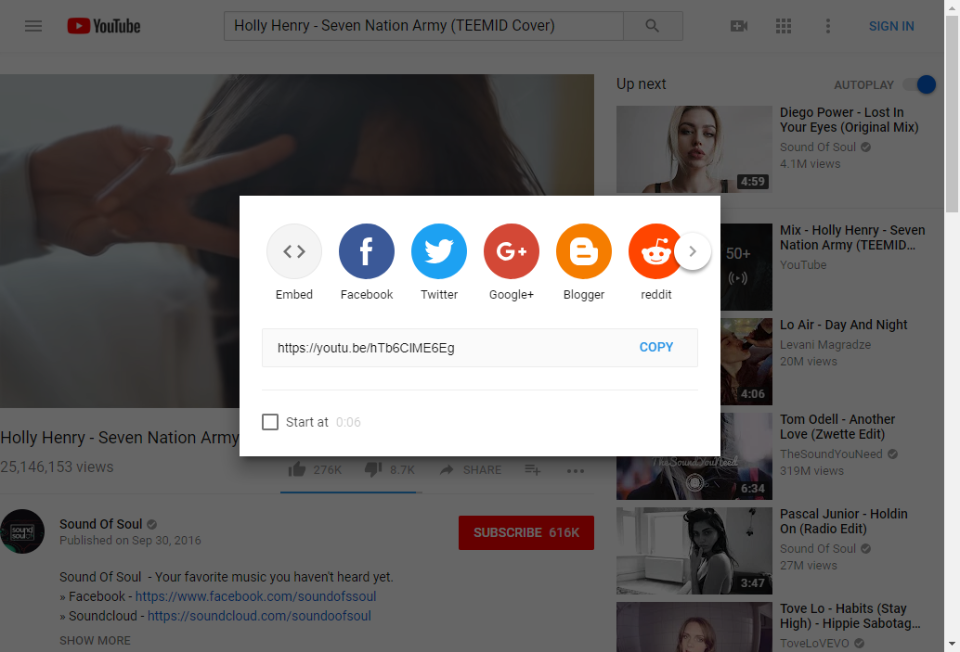 YouTube
Holly Henry - Seven Nation Army (TEEMID Cover)
SIGN IN
Up next
AUTOPLAY
4:59
Diego Power - Lost In
Your Eyes (Original Mix)
Sound Of Soul
4.1M views
50+
Mix - Holly Henry - Seven
Nation Army (TEEMID...
YouTube
4:06
Lo Air - Day And Night
Levani Magradze
20M views
TheSoundYouNeed
6:34
Tom Odell - Another
Love (Zwette Edit)
TheSoundYouNeed
319M views
3:47
Pascal Junior - Holdin
On (Radio Edit)
Sound Of Soul
27M views
Tove Lo - Habits (Stay
High) - Hippie Sabotag...
ToveLoVEVO
Embed
Facebook
Twitter
Google+
Blogger
reddit
https://youtu.be/hTb6CIME6Eg
COPY
Start at 0:06
Holly Henry - Seven Nation Army
25,146,153 views
276K
8.7K
SHARE
Sound Of Soul
Published on Sep 30, 2016
SUBSCRIBE 616K
Sound Of Soul - Your favorite music you haven't heard yet.
» Facebook - https://www.facebook.com/soundofssoul
» Soundcloud - https://soundcloud.com/soundoofsoul
SHOW MORE